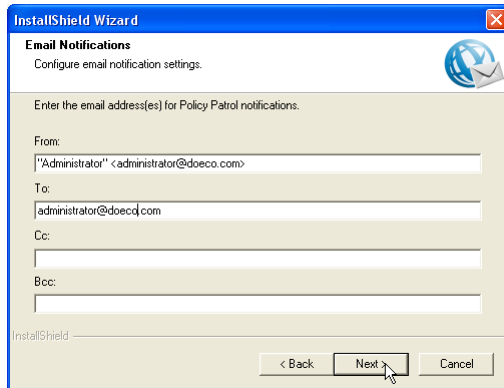 InstallShield Wizard
Email Notifications
Configure email notification settings.
Enter the email address(es) for Policy Patrol notifications.
From:
"Administrator" <administrator@doeco.com>
To:
administrator@doeco.com
Cc:
Bcc:
InstallShield
< Back Next > Cancel